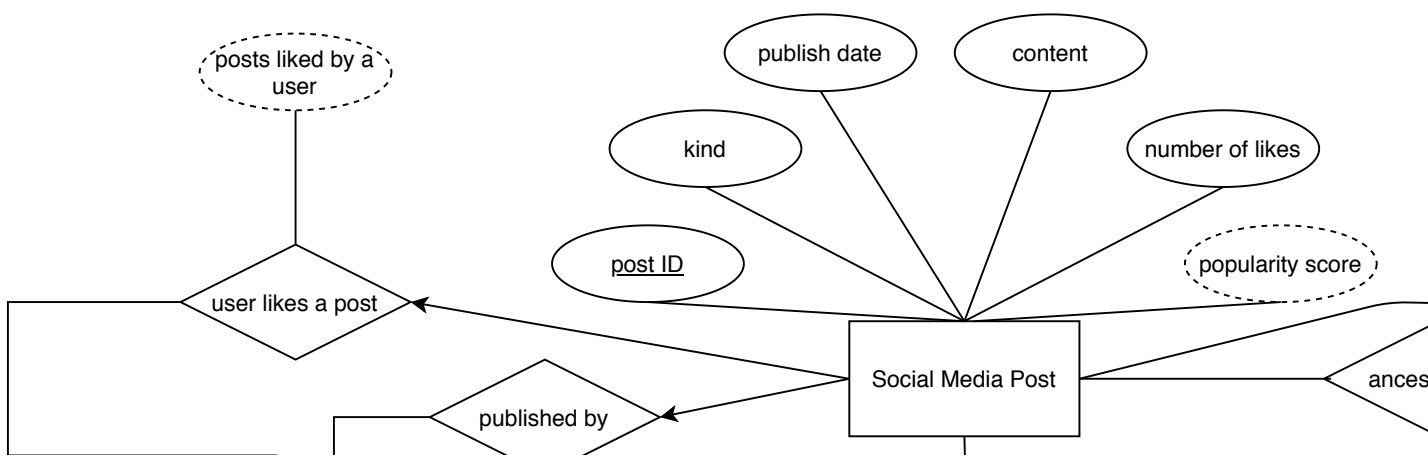 posts liked by a
user
publish date
content
kind
number of likes
post ID
popularity score
user likes a post
Social Media Post
ances
published by